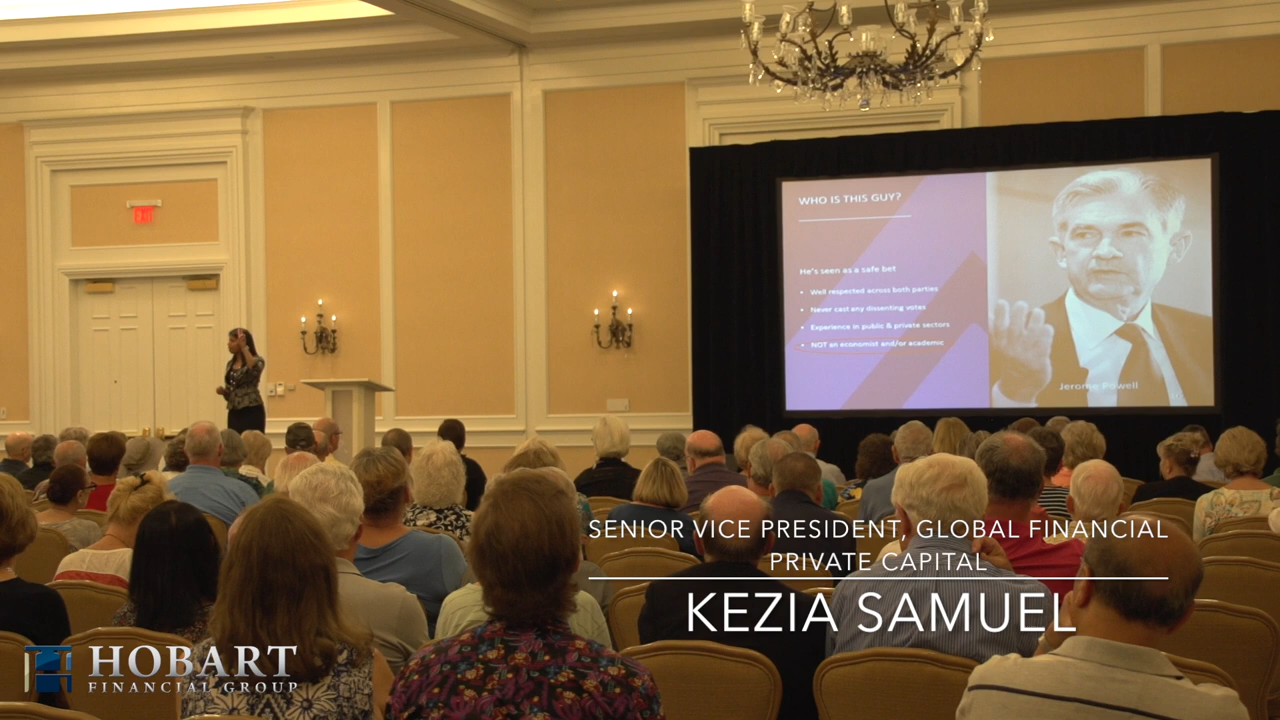 EXIT
WHO IS THIS GUY?
He's seen as a safe bet
• Well respected across both parties
• Never cast any dissenting votes
• Experience in public & private sectors
• NOT an economist and/or academic
Jerome Powell
SENIOR VICE PRESIDENT, GLOBAL FINANCIAL
PRIVATE CAPITAL
KEZIA SAMUEL
HOBART
FINANCIAL GROUP